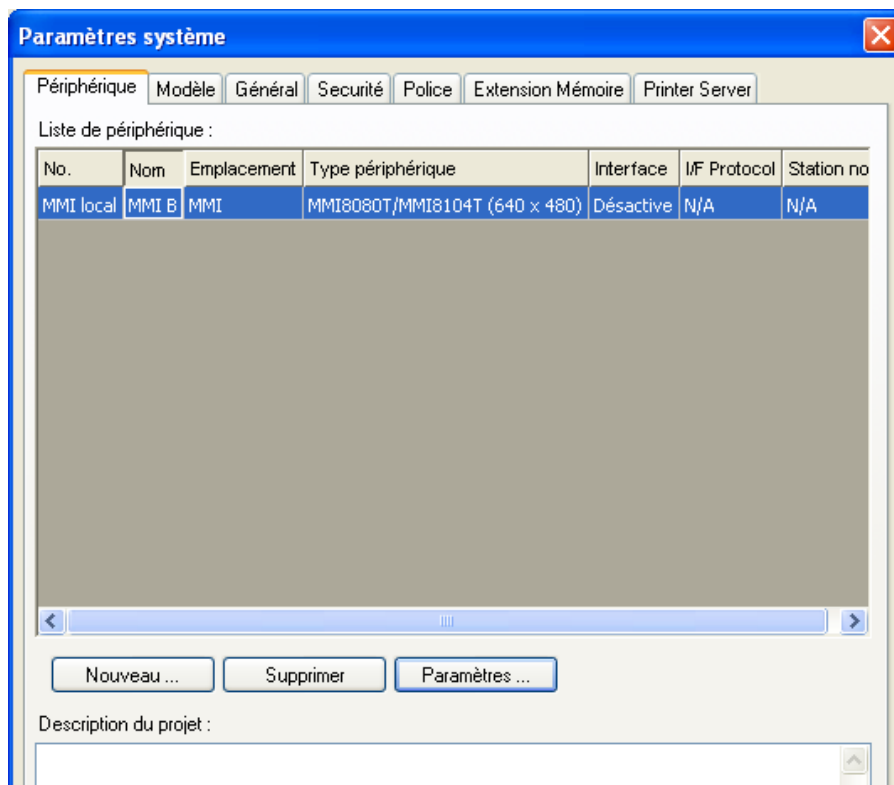 Paramètres système
Périphérique Modèle Général Securité Police Extension Mémoire Printer Server
Liste de périphérique :
No. Nom Emplacement Type périphérique Interface I/F Protocol Station no
MMI local MMI B MMI MMI8080T/MMI8104T (640 x 480) Désactive N/A N/A
Nouveau ... Supprimer Paramètres ...
Description du projet :